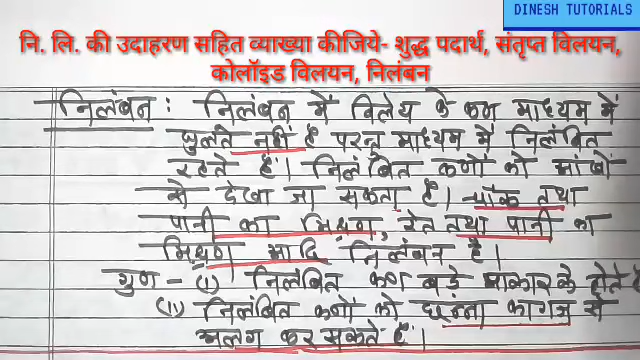 DINESH TUTORIALS
नि. लि. की उदाहरण सहित व्याख्या कीजिये- शुद्ध पदार्थ, संतृप्त विलयन,
कोलॉइड विलयन, निलंबन
निलंबन : निलंबन में विलेय के कण माध्यम में
घुलते नहीं है परन्तु माध्यम में निलंबित
रहते हैं। निलंबित कणों को आंखों
से देखा जा सकता है। चॉक तथा
पानी का मिश्रण, रेत तथा पानी का
मिश्रण आदि निलंबन है।
गुण - (i) निलंबित कण बड़े आकार के होते है
(ii) निलंबित कणों को छन्ना कागज से
अलग कर सकते हैं।